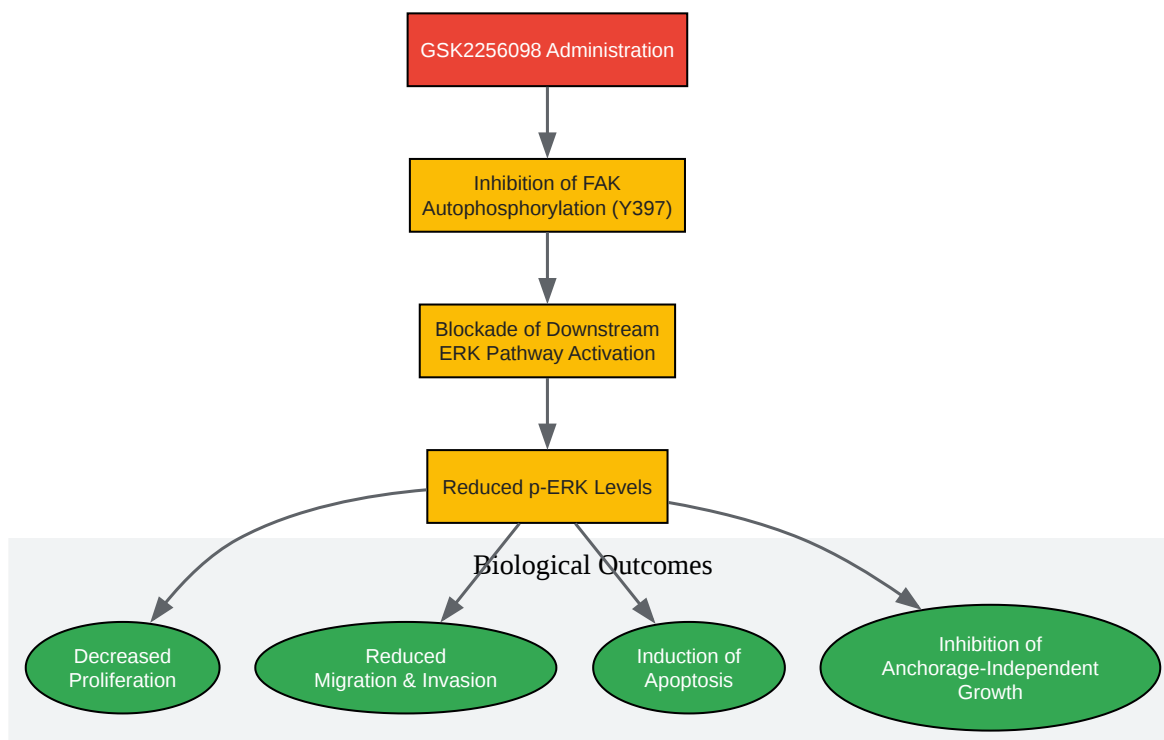 GSK2256098 Administration
Inhibition of FAK
Autophosphorylation (Y397)
Blockade of Downstream
ERK Pathway Activation
Reduced p-ERK Levels
Biological Outcomes
Decreased
Proliferation
Reduced
Migration & Invasion
Induction of
Apoptosis
Inhibition of
Anchorage-Independent
Growth